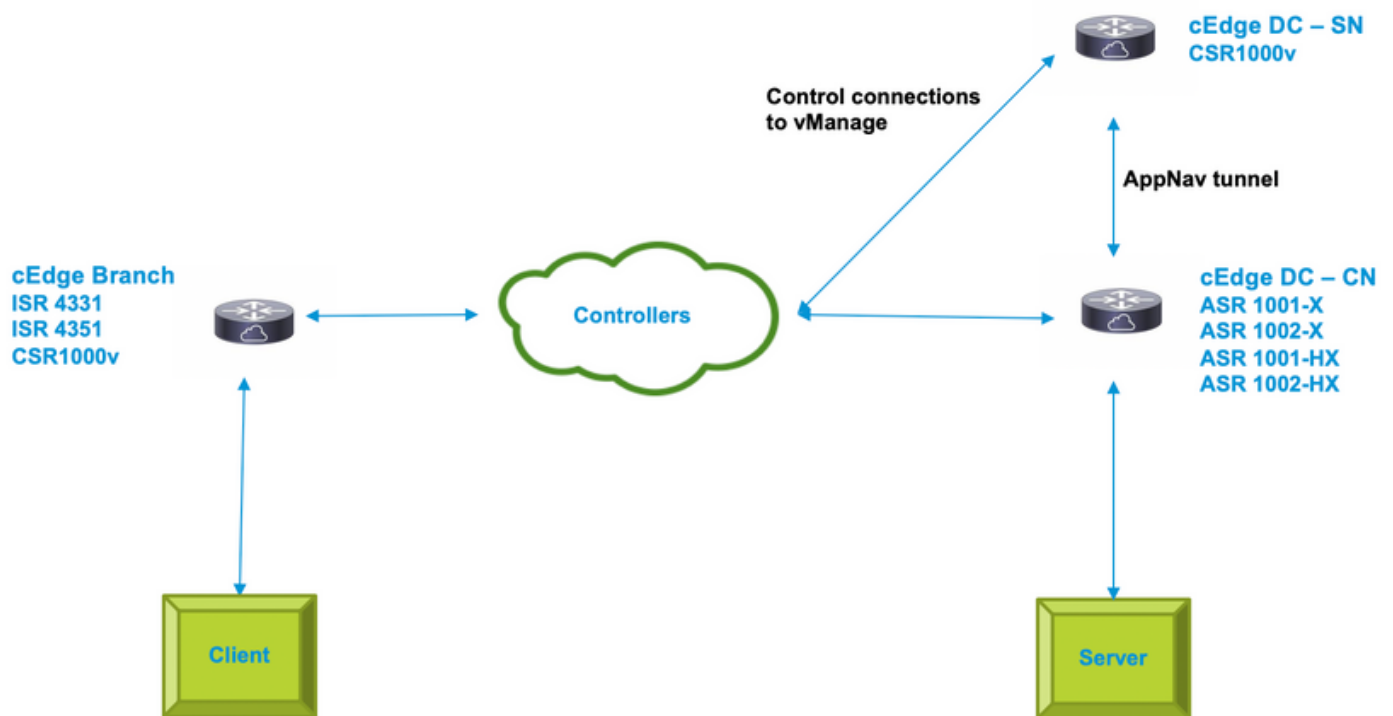 cEdge DC – SN
CSR1000v
Control connections
to vManage
AppNav tunnel
cEdge Branch
ISR 4331
ISR 4351
CSR1000v
Controllers
cEdge DC – CN
ASR 1001-X
ASR 1002-X
ASR 1001-HX
ASR 1002-HX
Client
Server